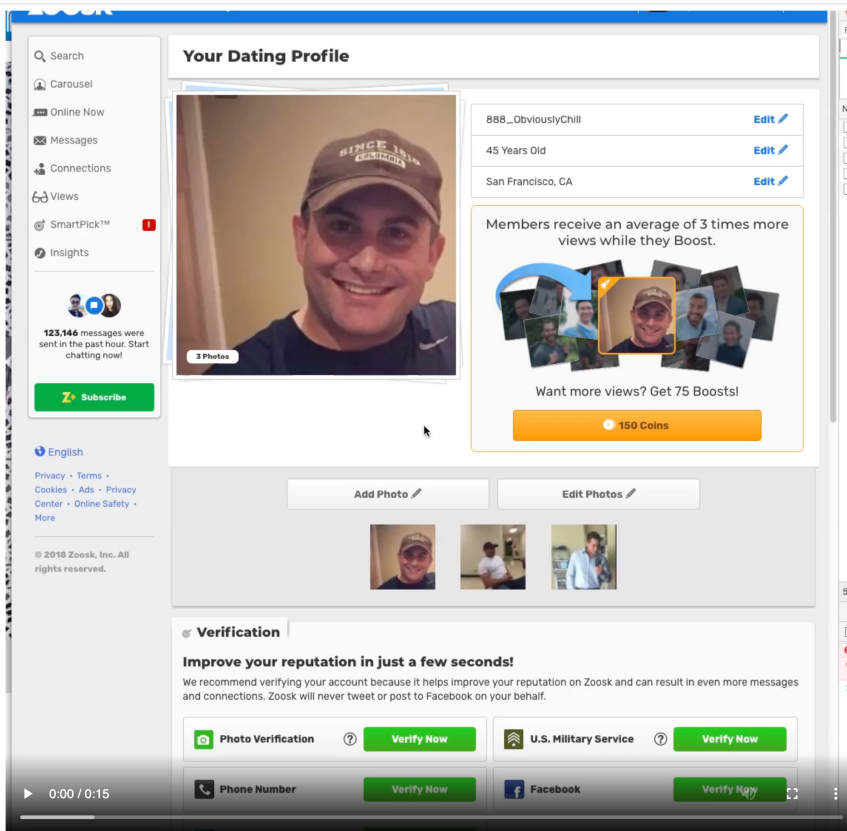 zoosk
Search
Carousel
Online Now
Messages
Connections
Views
SmartPick™
!
Insights
123,146 messages were
sent in the past hour. Start
chatting now!
Z+ Subscribe
English
Privacy • Terms •
Cookies • Ads • Privacy
Center • Online Safety •
More
© 2018 Zoosk, Inc. All
rights reserved.
Your Dating Profile
SINCE 1938
COLUMBIA
3 Photos
888_ObviouslyChill
Edit
45 Years Old
Edit
San Francisco, CA
Edit
Members receive an average of 3 times more
views while they Boost.
Want more views? Get 75 Boosts!
150 Coins
Add Photo
Edit Photos
Verification
Improve your reputation in just a few seconds!
We recommend verifying your account because it helps improve your reputation on Zoosk and can result in even more messages
and connections. Zoosk will never tweet or post to Facebook on your behalf.
Photo Verification
?
Verify Now
U.S. Military Service
?
Verify Now
Phone Number
Verify Now
Facebook
Verify Now
0:00 / 0:15